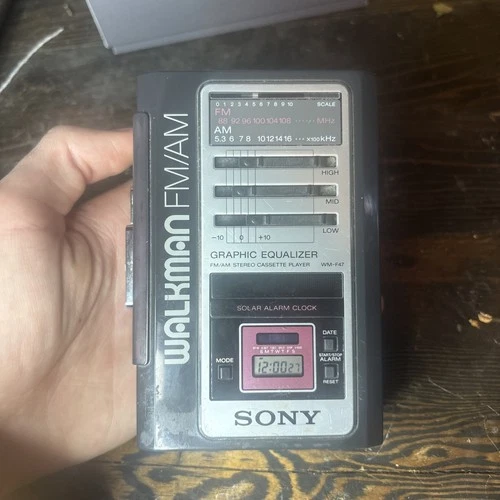 WALKMAN FM/AM
0 1 2 3 4 5 6 7 8 9 10 SCALE
FM
88 92 96 100 104 108 ······ MHz
AM
5.3 6 7 8 10 12 14 16 ··· X100kHz
HIGH
MID
LOW
-10 0 +10
GRAPHIC EQUALIZER
FM/AM STEREO CASSETTE PLAYER WM-F47
SOLAR ALARM CLOCK
DATE
S M T W T F S
MODE
12:00 27
START/STOP
ALARM
RESET
SONY